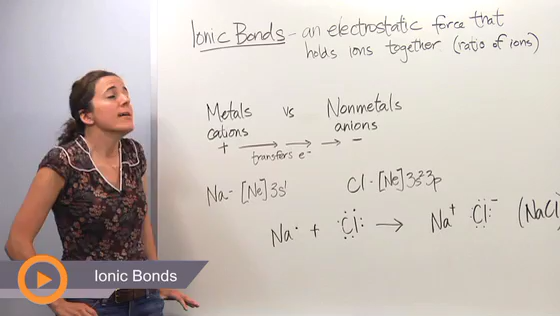 Ionic Bonds - an electrostatic force that
holds ions together (ratio of ions)
Metals vs Nonmetals
cations anions
+ → → → → −
transfers e⁻
Na - [Ne] 3s¹ Cl - [Ne] 3s²3p
Na· + Cl → Na⁺ Cl⁻ (NaCl)
Ionic Bonds